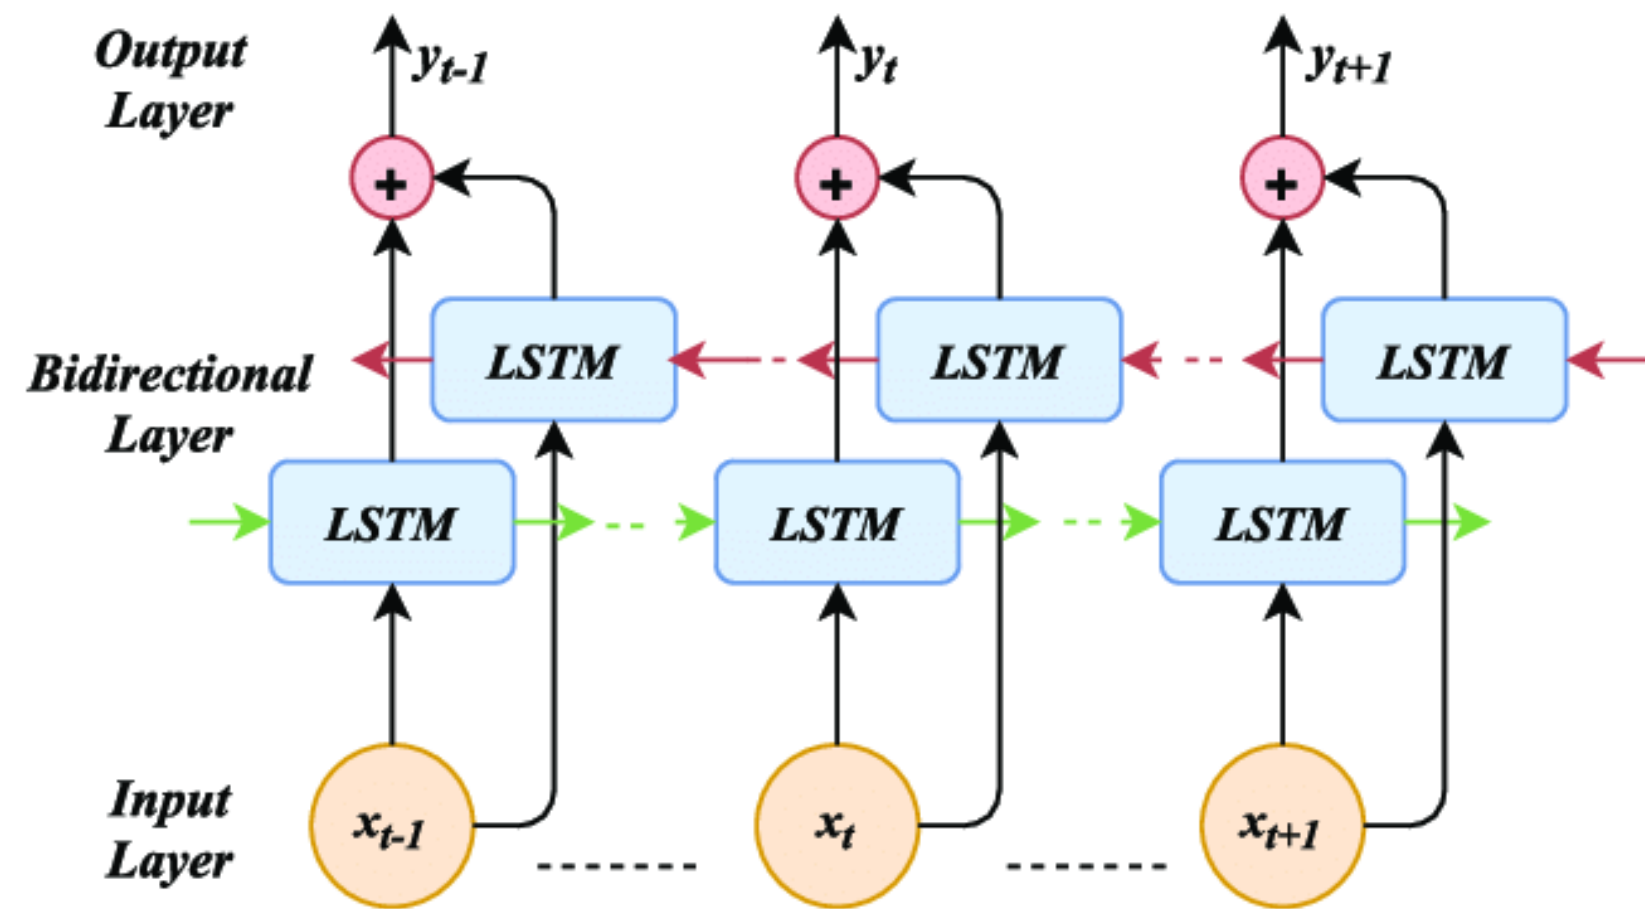 Output
Layer
y_{t-1}
y_t
y_{t+1}
+
+
+
LSTM
LSTM
LSTM
Bidirectional
Layer
LSTM
LSTM
LSTM
Input
Layer
x_{t-1}
x_t
x_{t+1}